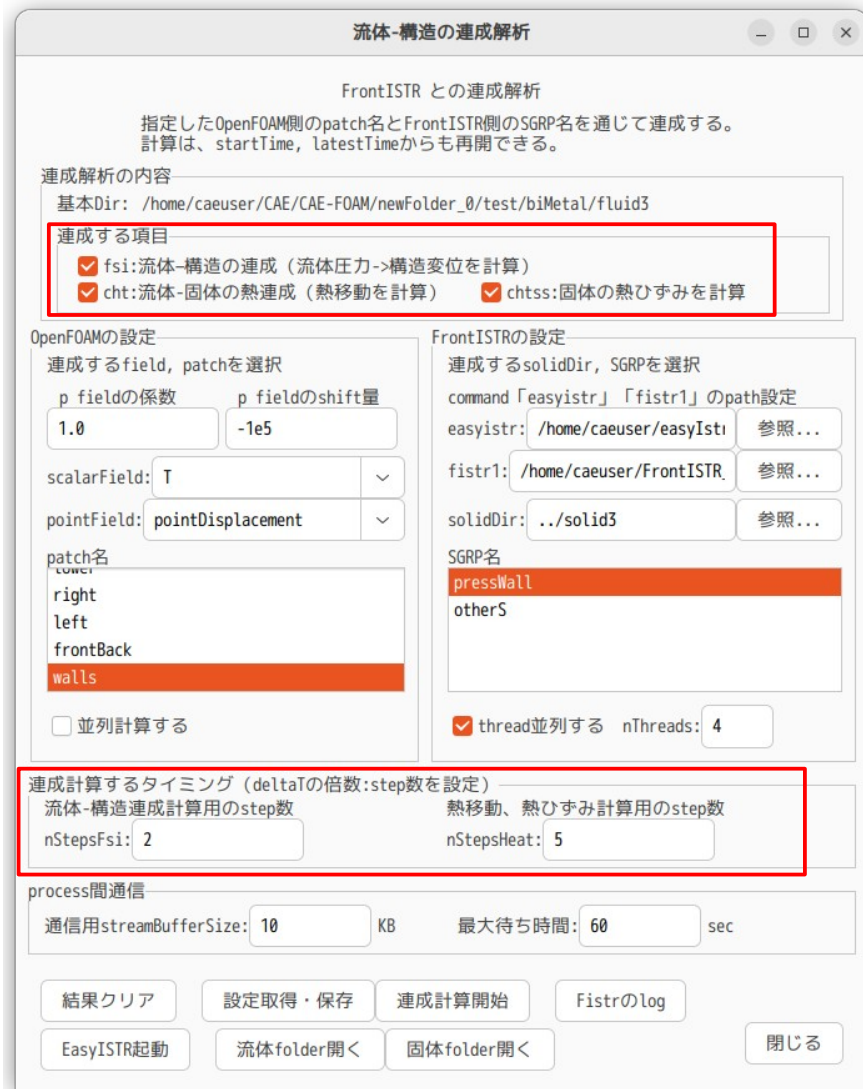 流体-構造の連成解析
FrontISTR との連成解析
指定したOpenFOAM側のpatch名とFrontISTR側のSGRP名を通じて連成する。
計算は、startTime, latestTimeからも再開できる。
連成解析の内容
基本Dir: /home/caeuser/CAE/CAE-FOAM/newFolder_0/test/biMetal/fluid3
連成する項目
fsi:流体−構造の連成 (流体圧力->構造変位を計算)
cht:流体-固体の熱連成 (熱移動を計算) chtss:固体の熱ひずみを計算
OpenFOAMの設定
連成するfield, patchを選択
p fieldの係数 p fieldのshift量
1.0 -1e5
scalarField: T
pointField: pointDisplacement
patch名
lower
right
left
frontBack
walls
並列計算する
FrontISTRの設定
連成するsolidDir, SGRPを選択
command「easyistr」「fistr1」のpath設定
easyistr: /home/caeuser/easyIstr 参照...
fistr1: /home/caeuser/FrontISTR_ 参照...
solidDir: ../solid3 参照...
SGRP名
pressWall
otherS
thread並列する nThreads: 4
連成計算するタイミング (deltaTの倍数:step数を設定)
流体-構造連成計算用のstep数 熱移動、熱ひずみ計算用のstep数
nStepsFsi: 2 nStepsHeat: 5
process間通信
通信用streamBufferSize: 10 KB 最大待ち時間: 60 sec
結果クリア 設定取得・保存 連成計算開始 Fistrのlog
EasyISTR起動 流体folder開く 固体folder開く 閉じる